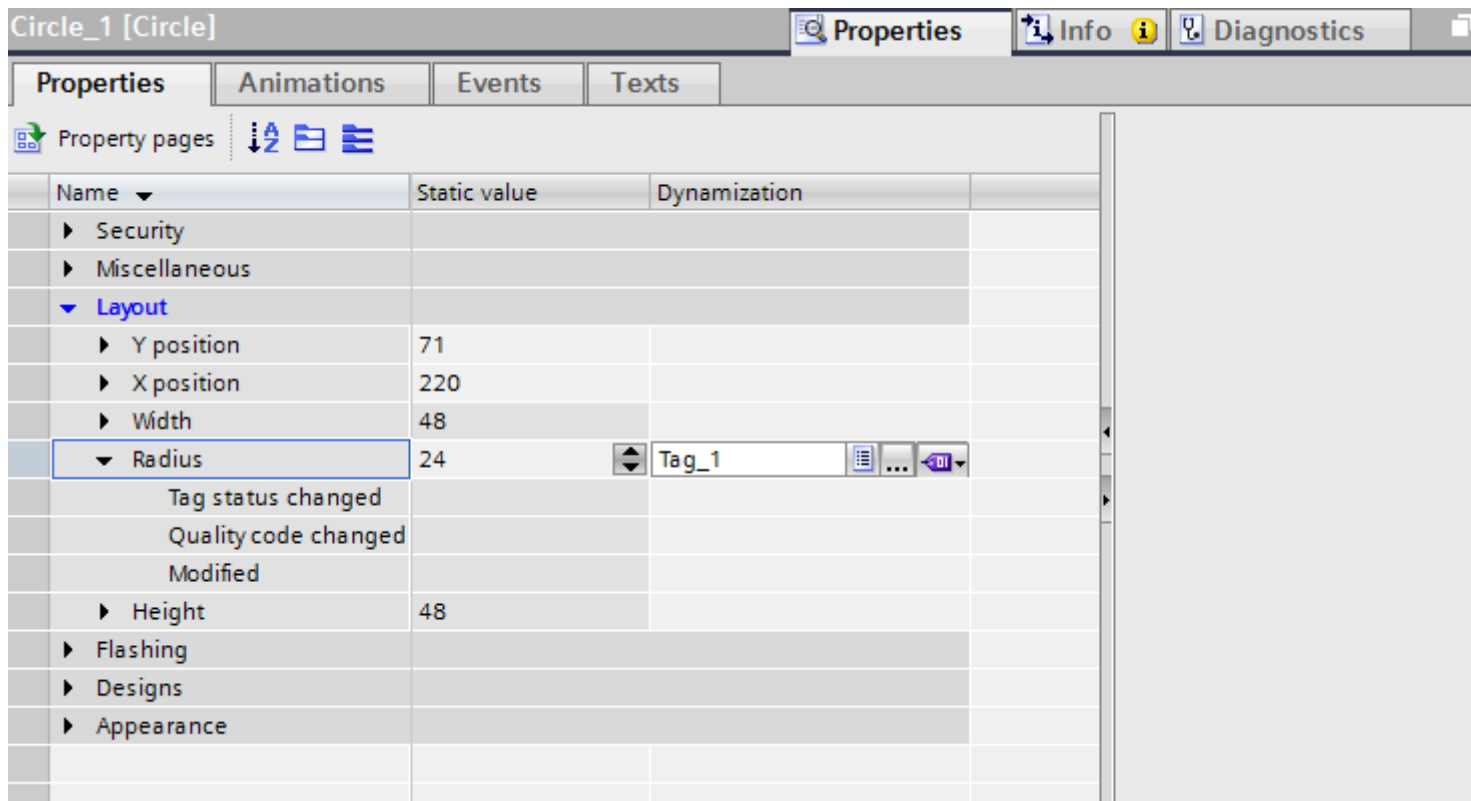 Circle_1 [Circle]
Properties Info Diagnostics
Properties Animations Events Texts
Property pages
Name Static value Dynamization
Security
Miscellaneous
Layout
Y position 71
X position 220
Width 48
Radius 24 Tag_1 ...
Tag status changed
Quality code changed
Modified
Height 48
Flashing
Designs
Appearance